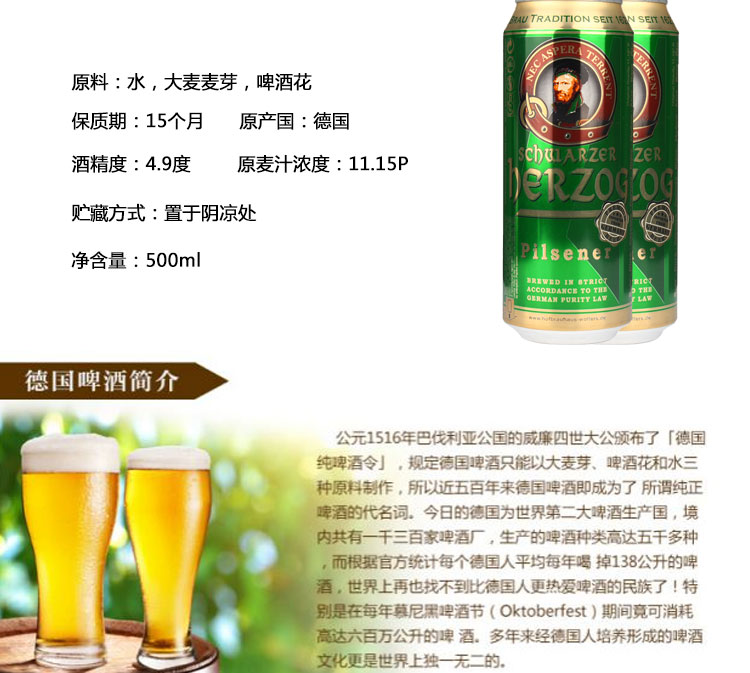 原料：水，大麦麦芽，啤酒花
保质期：15个月 原产国：德国
酒精度：4.9度 原麦汁浓度：11.15P
贮藏方式：置于阴凉处
净含量：500ml
RAU TRADITION SEIT 16
NEC ASPERA TERRENT
SCHWARZER
HERZOG
Pilsener
BREWED IN STRICT
ACCORDANCE TO THE
GERMAN PURITY LAW
www.hofbrauhaus-wolters.de
ZER
OG
er
STRICT
O THE
TY LAW
德国啤酒简介
公元1516年巴伐利亚公国的威廉四世大公颁布了「德国
纯啤酒令」，规定德国啤酒只能以大麦芽、啤酒花和水三
种原料制作，所以近五百年来德国啤酒即成为了 所谓纯正
啤酒的代名词。今日的德国为世界第二大啤酒生产国，境
内共有一千三百家啤酒厂，生产的啤酒种类高达五千多种
，而根据官方统计每个德国人平均每年喝 掉138公升的啤
酒，世界上再也找不到比德国人更热爱啤酒的民族了！特
别是在每年慕尼黑啤酒节（Oktoberfest）期间竟可消耗
高达六百万公升的啤 酒。多年来经德国人培养形成的啤酒
文化更是世界上独一无二的。